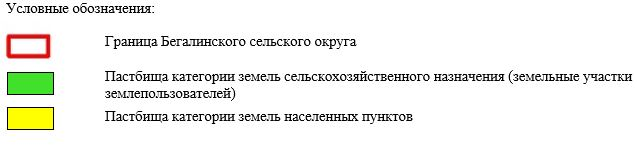 Условные обозначения:
Граница Бегалинского сельского округа
Пастбища категории земель сельскохозяйственного назначения (земельные участки
землепользователей)
Пастбища категории земель населенных пунктов